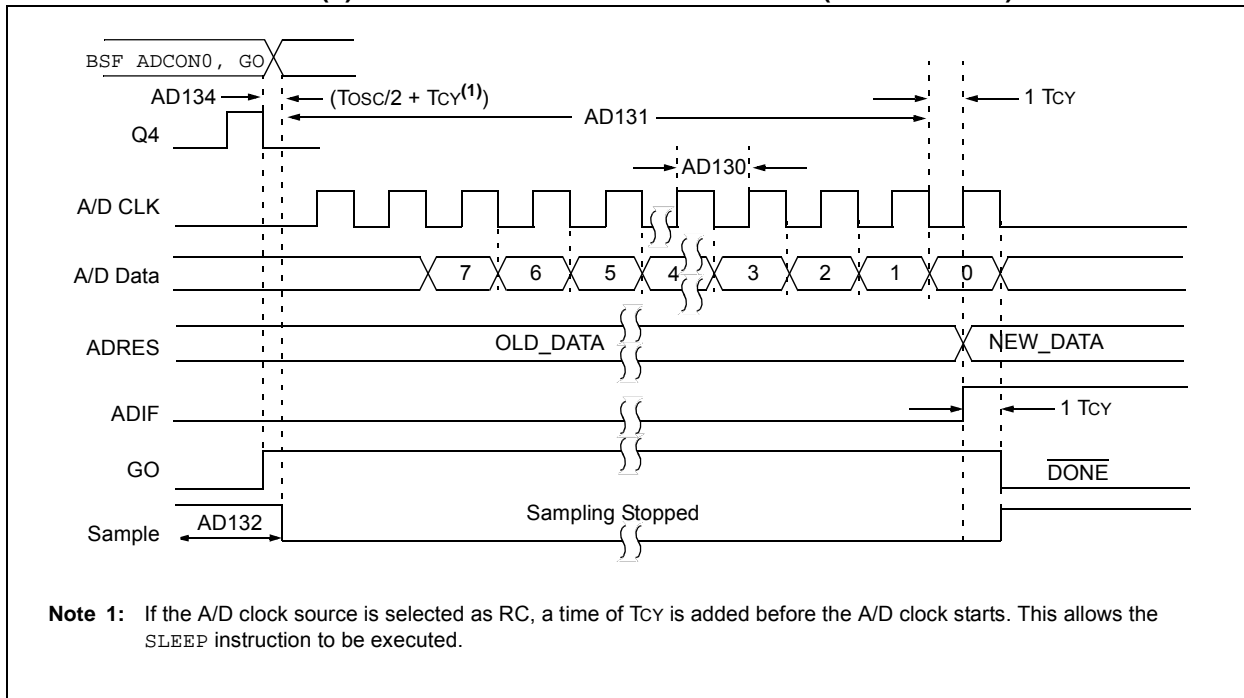 BSF ADCON0, GO
AD134
(TOSC/2 + TCY(1))
1 TCY
AD131
Q4
AD130
A/D CLK
A/D Data
7 6 5 4 3 2 1 0
ADRES
OLD_DATA
NEW_DATA
ADIF
1 TCY
GO
DONE
Sample
AD132
Sampling Stopped
Note 1: If the A/D clock source is selected as RC, a time of TCY is added before the A/D clock starts. This allows the
SLEEP instruction to be executed.